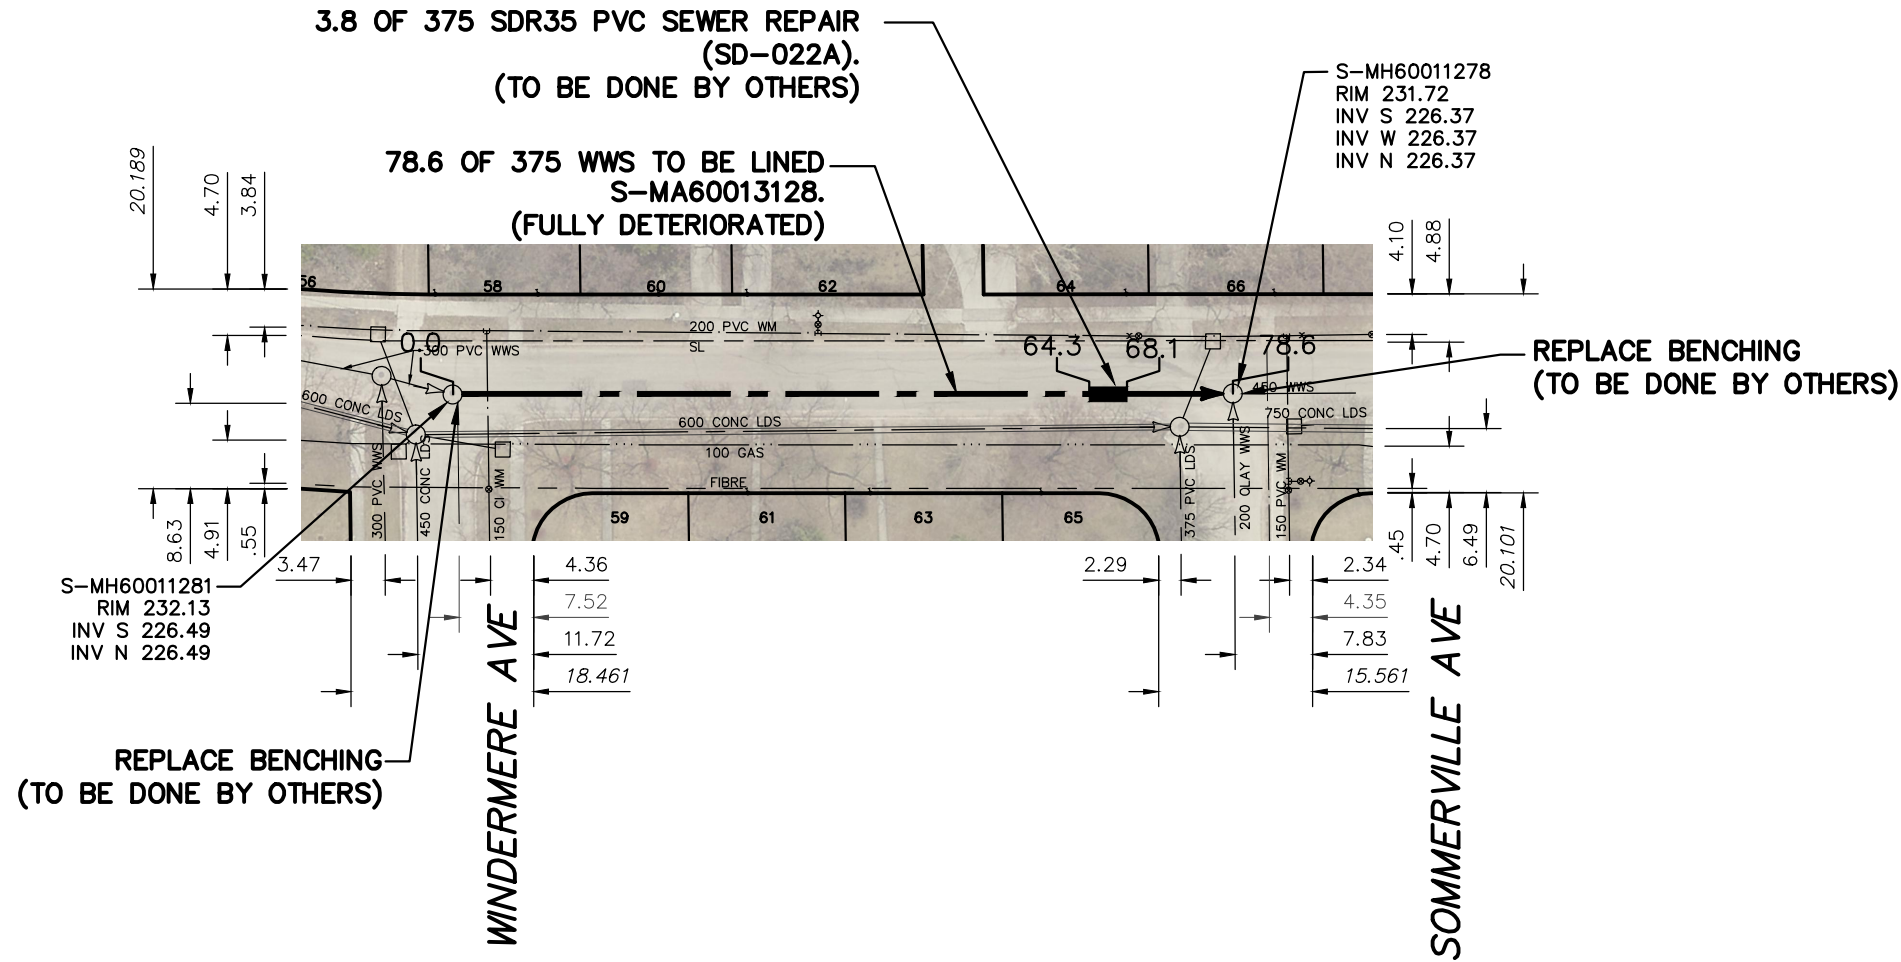 3.8 OF 375 SDR35 PVC SEWER REPAIR
(SD-022A).
(TO BE DONE BY OTHERS)
S-MH60011278
RIM 231.72
INV S 226.37
INV W 226.37
INV N 226.37
78.6 OF 375 WWS TO BE LINED
S-MA60013128.
(FULLY DETERIORATED)
20.189
4.70
3.84
4.10
4.88
56
58
60
62
64
66
200 PVC WM
SL
0.0
300 PVC WWS
64.3
68.1
78.6
REPLACE BENCHING
(TO BE DONE BY OTHERS)
450 WWS
600 CONC LDS
600 CONC LDS
750 CONC LDS
100 GAS
FIBRE
300 PVC WWS
450 CONC LDS
150 CI WM
375 PVC LDS
200 CLAY WWS
150 PVC WM
59
61
63
65
8.63
4.91
.55
.45
4.70
6.49
20.101
3.47
4.36
7.52
11.72
18.461
2.29
2.34
4.35
7.83
15.561
S-MH60011281
RIM 232.13
INV S 226.49
INV N 226.49
WINDERMERE AVE
SOMMERVILLE AVE
REPLACE BENCHING
(TO BE DONE BY OTHERS)